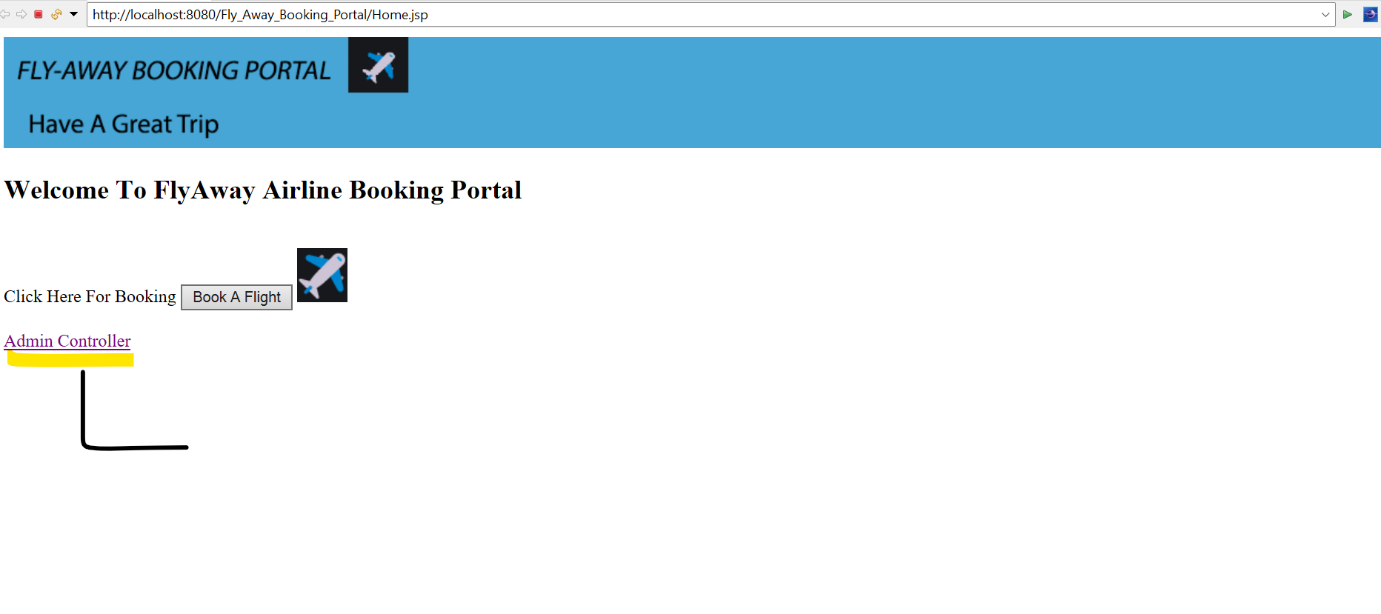 http://localhost:8080/Fly_Away_Booking_Portal/Home.jsp
FLY-AWAY BOOKING PORTAL
Have A Great Trip
Welcome To FlyAway Airline Booking Portal
Click Here For Booking Book A Flight
Admin Controller